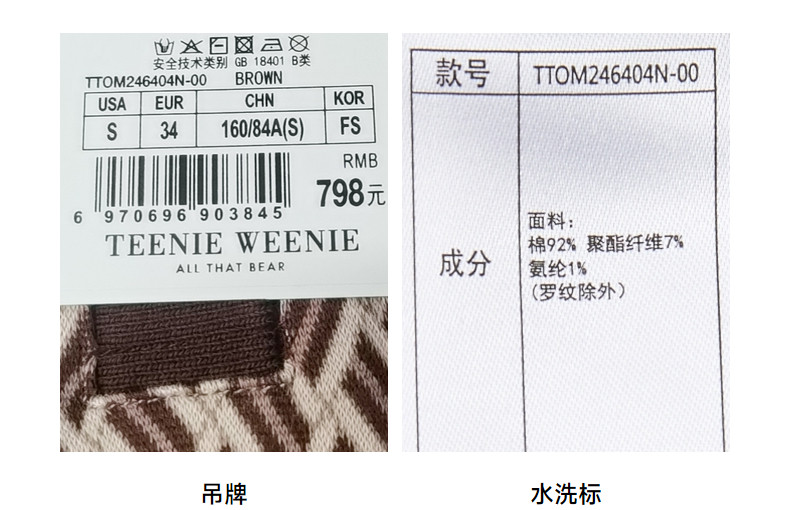 安全技术类别 GB 18401 B类
TTOM246404N-00 BROWN
USA EUR CHN KOR
S 34 160/84A(S) FS
RMB
798元
6 970696 903845
TEENIE WEENIE
ALL THAT BEAR
款号 TTOM246404N-00
成分
面料:
棉92% 聚酯纤维7%
氨纶1%
(罗纹除外)
吊牌
水洗标